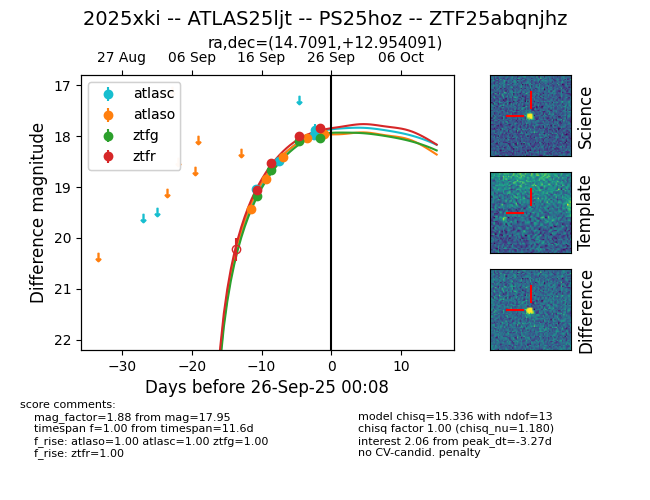 2025xki -- ATLAS25ljt -- PS25hoz -- ZTF25abqnjhz
ra,dec=(14.7091,+12.954091)
27 Aug 06 Sep 16 Sep 26 Sep 06 Oct
17
18
19
20
21
22
Difference magnitude
atlasc
atlaso
ztfg
ztfr
−30 −20 −10 0 10
Days before 26-Sep-25 00:08
Science
Template
Difference
score comments:
mag_factor=1.88 from mag=17.95
timespan f=1.00 from timespan=11.6d
f_rise: atlaso=1.00 atlasc=1.00 ztfg=1.00
f_rise: ztfr=1.00
model chisq=15.336 with ndof=13
chisq factor 1.00 (chisq_nu=1.180)
interest 2.06 from peak_dt=-3.27d
no CV-candid. penalty